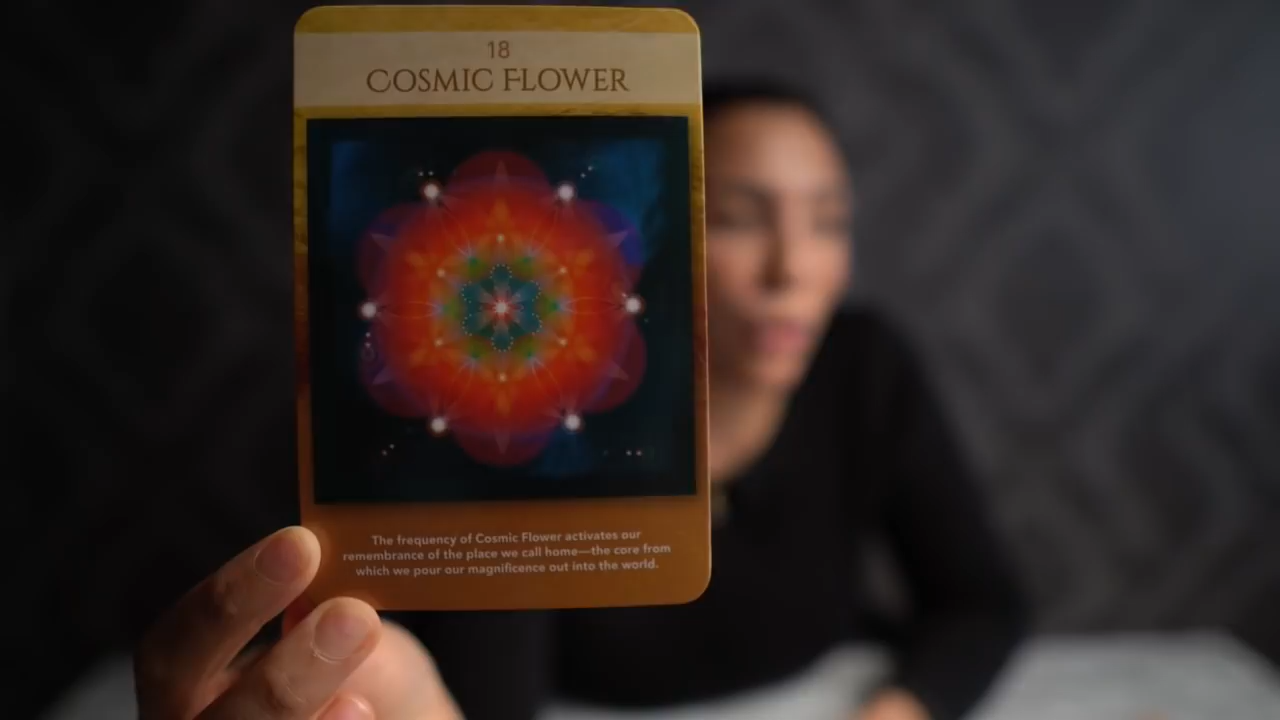 18
COSMIC FLOWER
The frequency of Cosmic Flower activates our
remembrance of the place we call home—the core from
which we pour our magnificence out into the world.